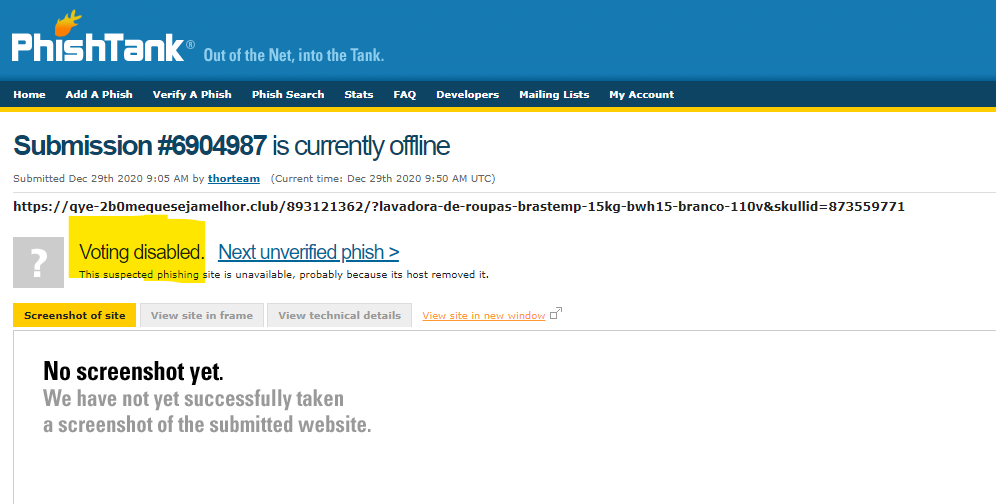 PhishTank® Out of the Net, into the Tank.
Home Add A Phish Verify A Phish Phish Search Stats FAQ Developers Mailing Lists My Account
Submission #6904987 is currently offline
Submitted Dec 29th 2020 9:05 AM by thorteam (Current time: Dec 29th 2020 9:50 AM UTC)
https://qye-2b0mequesejamelhor.club/893121362/?lavadora-de-roupas-brastemp-15kg-bwh15-branco-110v&skullid=873559771
?
Voting disabled. Next unverified phish >
This suspected phishing site is unavailable, probably because its host removed it.
Screenshot of site View site in frame View technical details View site in new window
No screenshot yet.
We have not yet successfully taken
a screenshot of the submitted website.